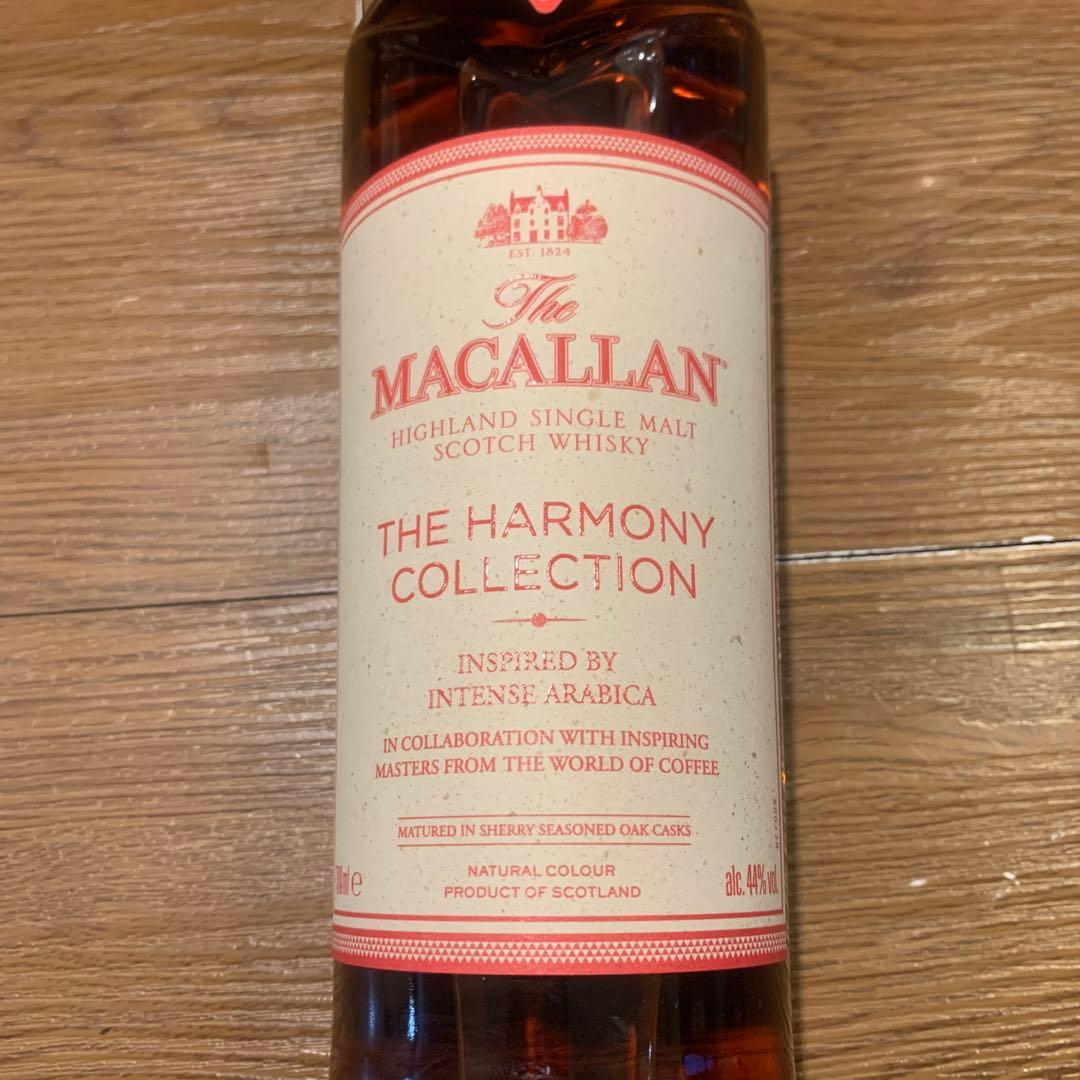 EST. 1824
The
MACALLAN®
HIGHLAND SINGLE MALT
SCOTCH WHISKY
THE HARMONY
COLLECTION
INSPIRED BY
INTENSE ARABICA
IN COLLABORATION WITH INSPIRING
MASTERS FROM THE WORLD OF COFFEE
MATURED IN SHERRY SEASONED OAK CASKS
NATURAL COLOUR
PRODUCT OF SCOTLAND
alc. 44% vol.